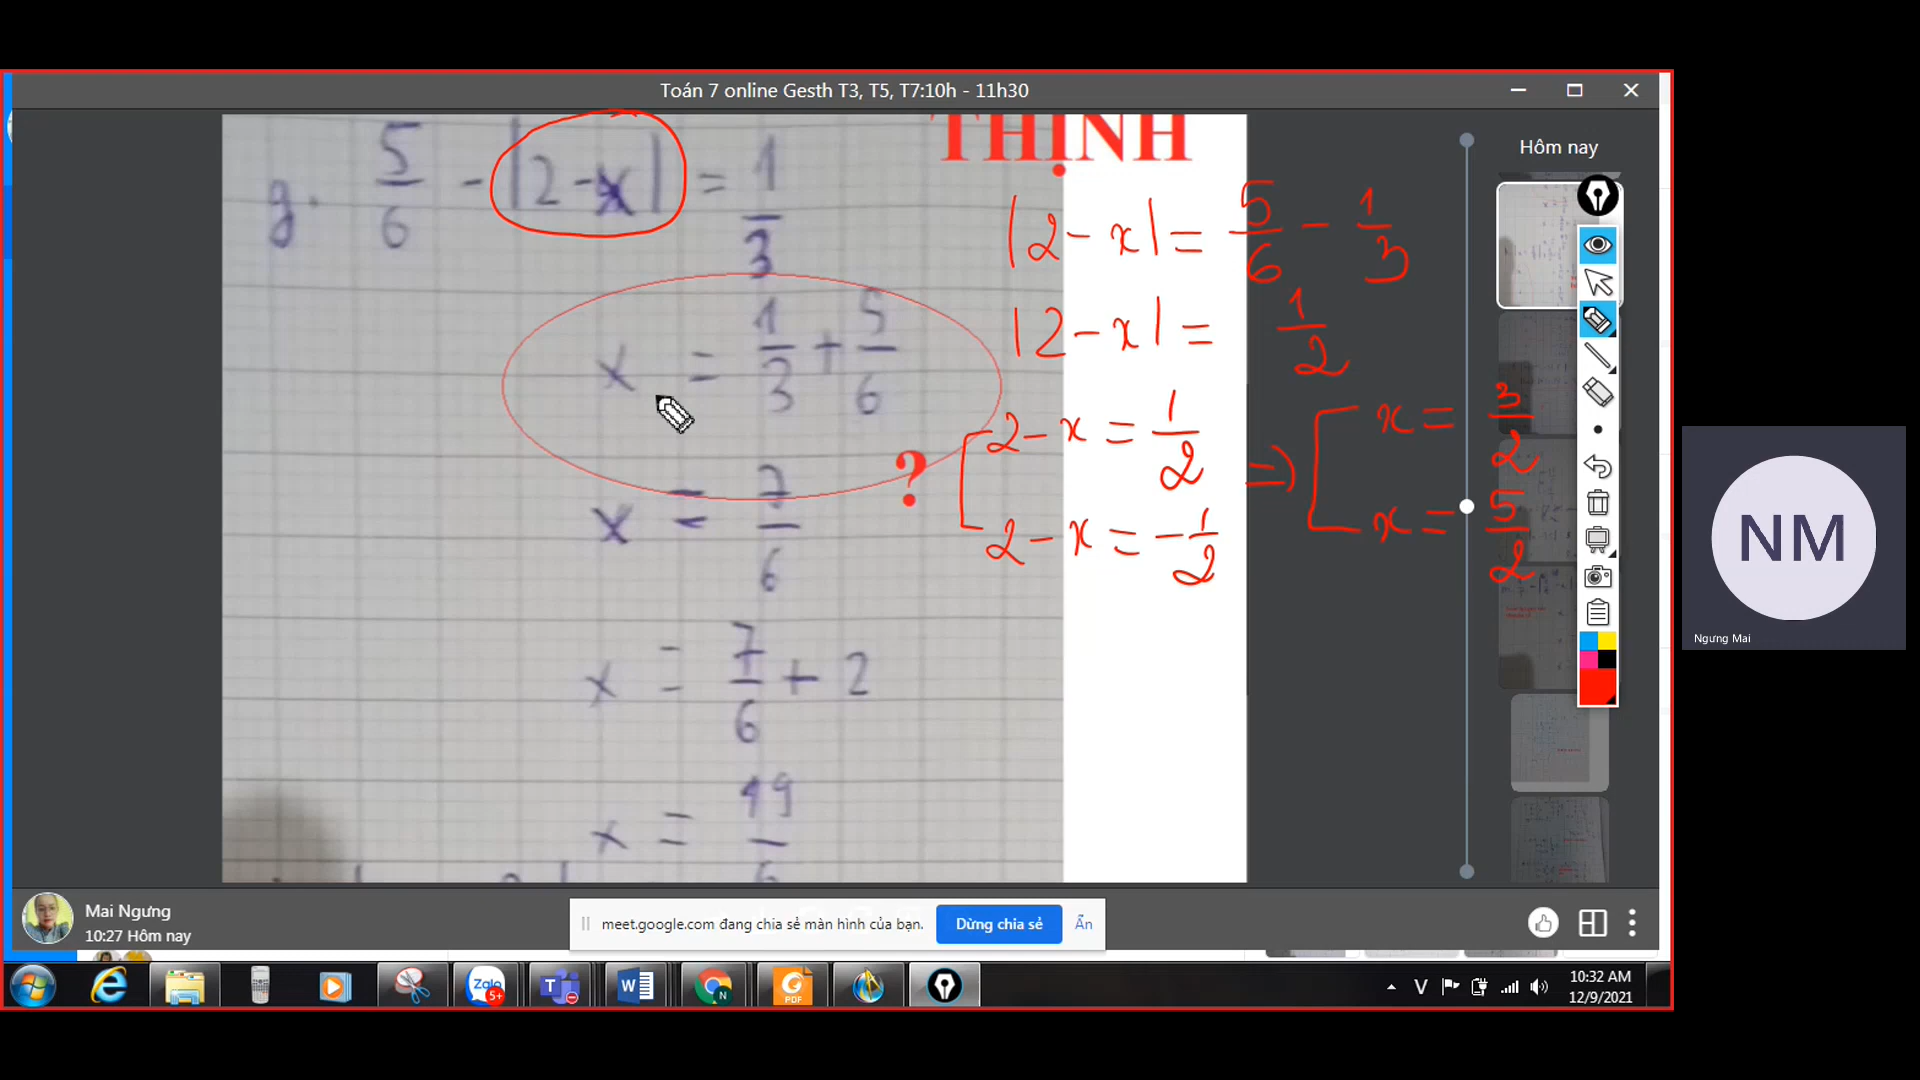 Toán 7 online Gesth T3, T5, T7:10h - 11h30
THỊNH
Hôm nay
g. 5/6 - |2-x| = 1/3
x = 1/3 + 5/6
x = 7/6
x = 7/6 + 2
x = 19/6
?
|2-x| = 5/6 - 1/3
|2-x| = 1/2
[2-x = 1/2 => [x = 3/2
2-x = -1/2 x = 5/2
NM
Ngưng Mai
Mai Ngưng
10:27 Hôm nay
meet.google.com đang chia sẻ màn hình của bạn.
Dừng chia sẻ
Ẩn
Zalo
5+
T
W
N
PDF
V
10:32 AM
12/9/2021